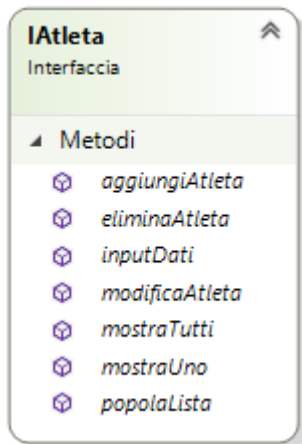 IAtleta
Interfaccia
Metodi
aggiungiAtleta
eliminaAtleta
inputDati
modificaAtleta
mostraTutti
mostraUno
popolaLista